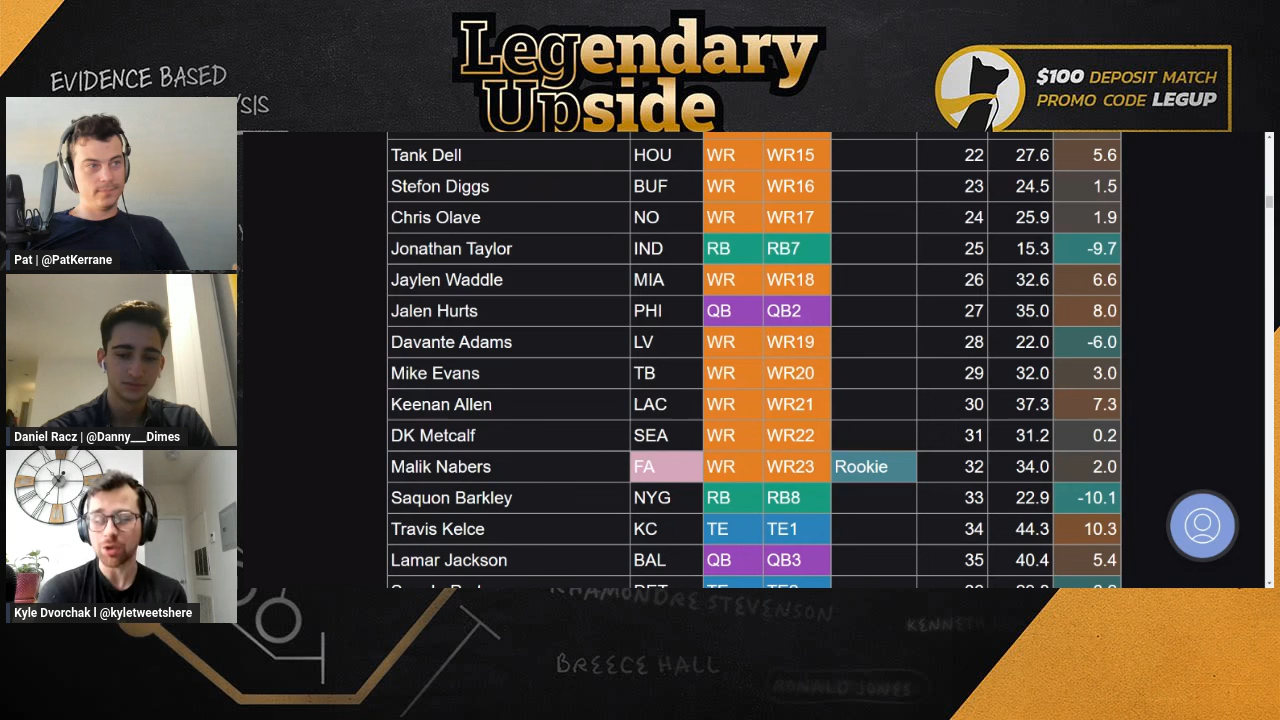 Legendary
Upside
EVIDENCE BASED
$100 DEPOSIT MATCH
PROMO CODE LEGUP
Pat | @PatKerrane
Daniel Racz | @Danny___Dimes
Kyle Dvorchak l @kyletweetshere
Tank Dell HOU WR WR15 22 27.6 5.6
Stefon Diggs BUF WR WR16 23 24.5 1.5
Chris Olave NO WR WR17 24 25.9 1.9
Jonathan Taylor IND RB RB7 25 15.3 -9.7
Jaylen Waddle MIA WR WR18 26 32.6 6.6
Jalen Hurts PHI QB QB2 27 35.0 8.0
Davante Adams LV WR WR19 28 22.0 -6.0
Mike Evans TB WR WR20 29 32.0 3.0
Keenan Allen LAC WR WR21 30 37.3 7.3
DK Metcalf SEA WR WR22 31 31.2 0.2
Malik Nabers FA WR WR23 Rookie 32 34.0 2.0
Saquon Barkley NYG RB RB8 33 22.9 -10.1
Travis Kelce KC TE TE1 34 44.3 10.3
Lamar Jackson BAL QB QB3 35 40.4 5.4
RHAMONDRE STEVENSON
KENNETH
BREECE HALL
RONALD JONES